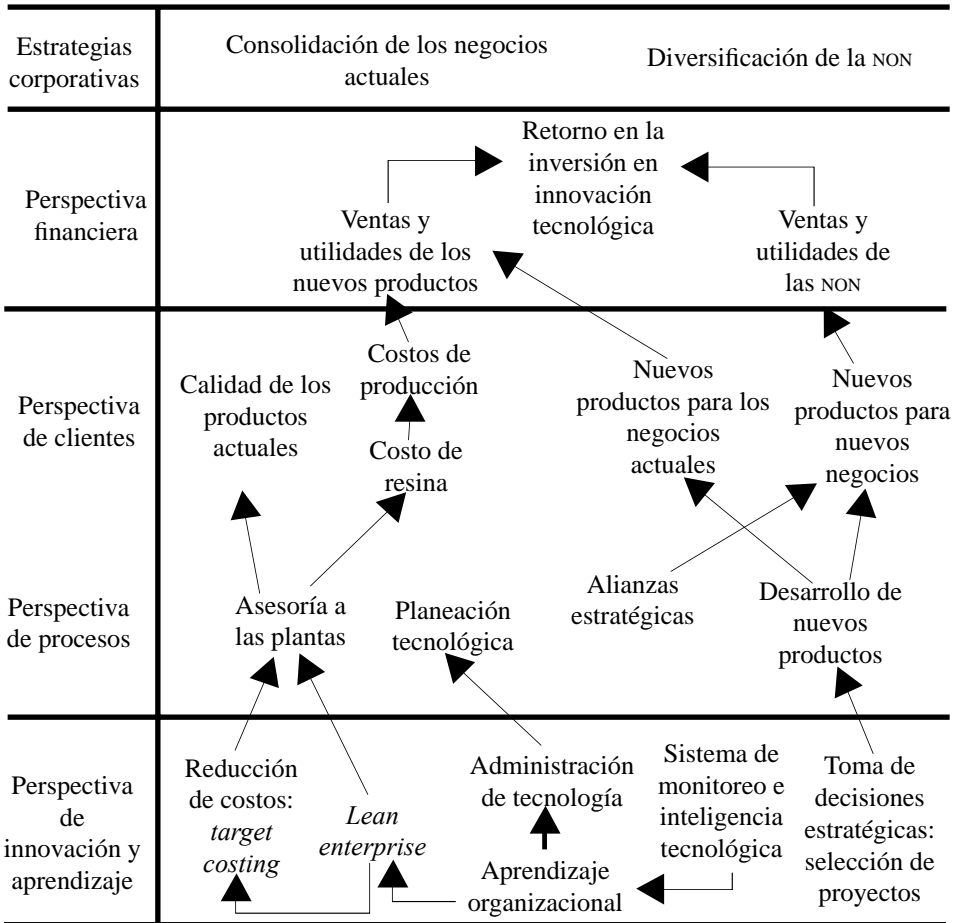 Estrategias
corporativas
Consolidación de los negocios
actuales
Diversificación de la NON
Perspectiva
financiera
Retorno en la
inversión en
innovación
tecnológica
Ventas y
utilidades de los
nuevos productos
Ventas y
utilidades de
las NON
Perspectiva
de clientes
Calidad de los
productos
actuales
Costos de
producción
Costo de
resina
Nuevos
productos para los
negocios
actuales
Nuevos
productos para
nuevos
negocios
Perspectiva
de procesos
Asesoría a
las plantas
Planeación
tecnológica
Alianzas
estratégicas
Desarrollo de
nuevos
productos
Perspectiva
de
innovación y
aprendizaje
Reducción
de costos:
target
costing
Lean
enterprise
Administración
de tecnología
Aprendizaje
organizacional
Sistema de
monitoreo e
inteligencia
tecnológica
Toma de
decisiones
estratégicas:
selección de
proyectos